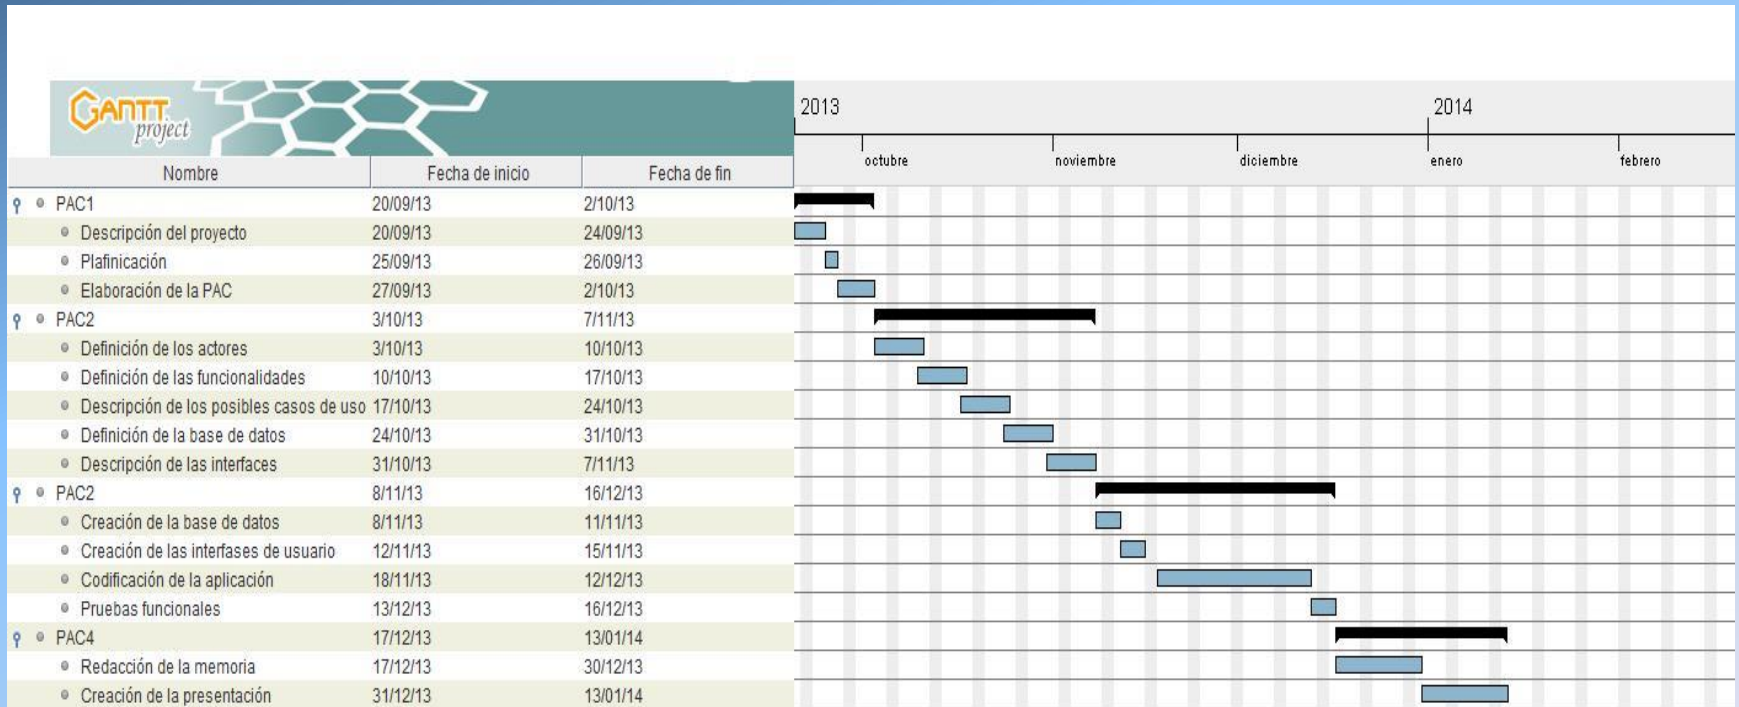 GANTT
project
2013 2014
octubre noviembre diciembre enero febrero
Nombre Fecha de inicio Fecha de fin
PAC1 20/09/13 2/10/13
Descripción del proyecto 20/09/13 24/09/13
Plafinicación 25/09/13 26/09/13
Elaboración de la PAC 27/09/13 2/10/13
PAC2 3/10/13 7/11/13
Definición de los actores 3/10/13 10/10/13
Definición de las funcionalidades 10/10/13 17/10/13
Descripción de los posibles casos de uso 17/10/13 24/10/13
Definición de la base de datos 24/10/13 31/10/13
Descripción de las interfaces 31/10/13 7/11/13
PAC2 8/11/13 16/12/13
Creación de la base de datos 8/11/13 11/11/13
Creación de las interfases de usuario 12/11/13 15/11/13
Codificación de la aplicación 18/11/13 12/12/13
Pruebas funcionales 13/12/13 16/12/13
PAC4 17/12/13 13/01/14
Redacción de la memoria 17/12/13 30/12/13
Creación de la presentación 31/12/13 13/01/14